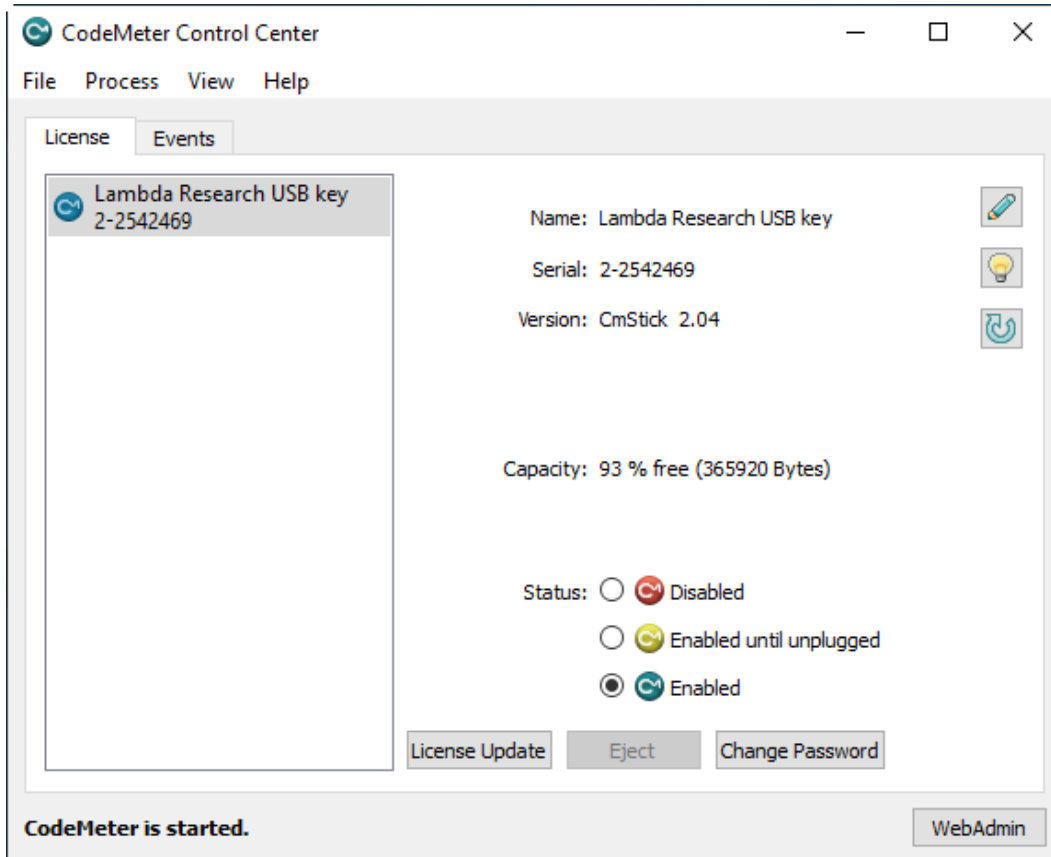 CodeMeter Control Center
File Process View Help
License Events
Lambda Research USB key
2-2542469
Name: Lambda Research USB key
Serial: 2-2542469
Version: CmStick 2.04
Capacity: 93 % free (365920 Bytes)
Status: Disabled
Enabled until unplugged
Enabled
License Update Eject Change Password
CodeMeter is started.
WebAdmin